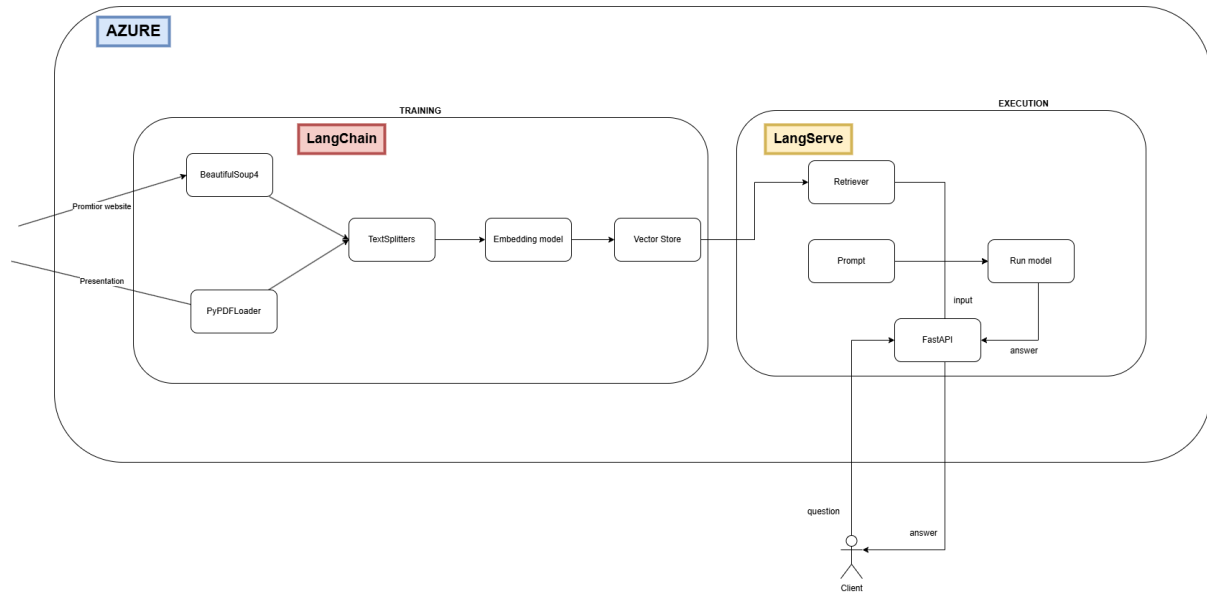 AZURE
TRAINING
EXECUTION
LangChain
LangServe
BeautifulSoup4
Retriever
Promtior website
TextSplitters
Embedding model
Vector Store
Prompt
Run model
Presentation
PyPDFLoader
input
FastAPI
answer
question
answer
Client